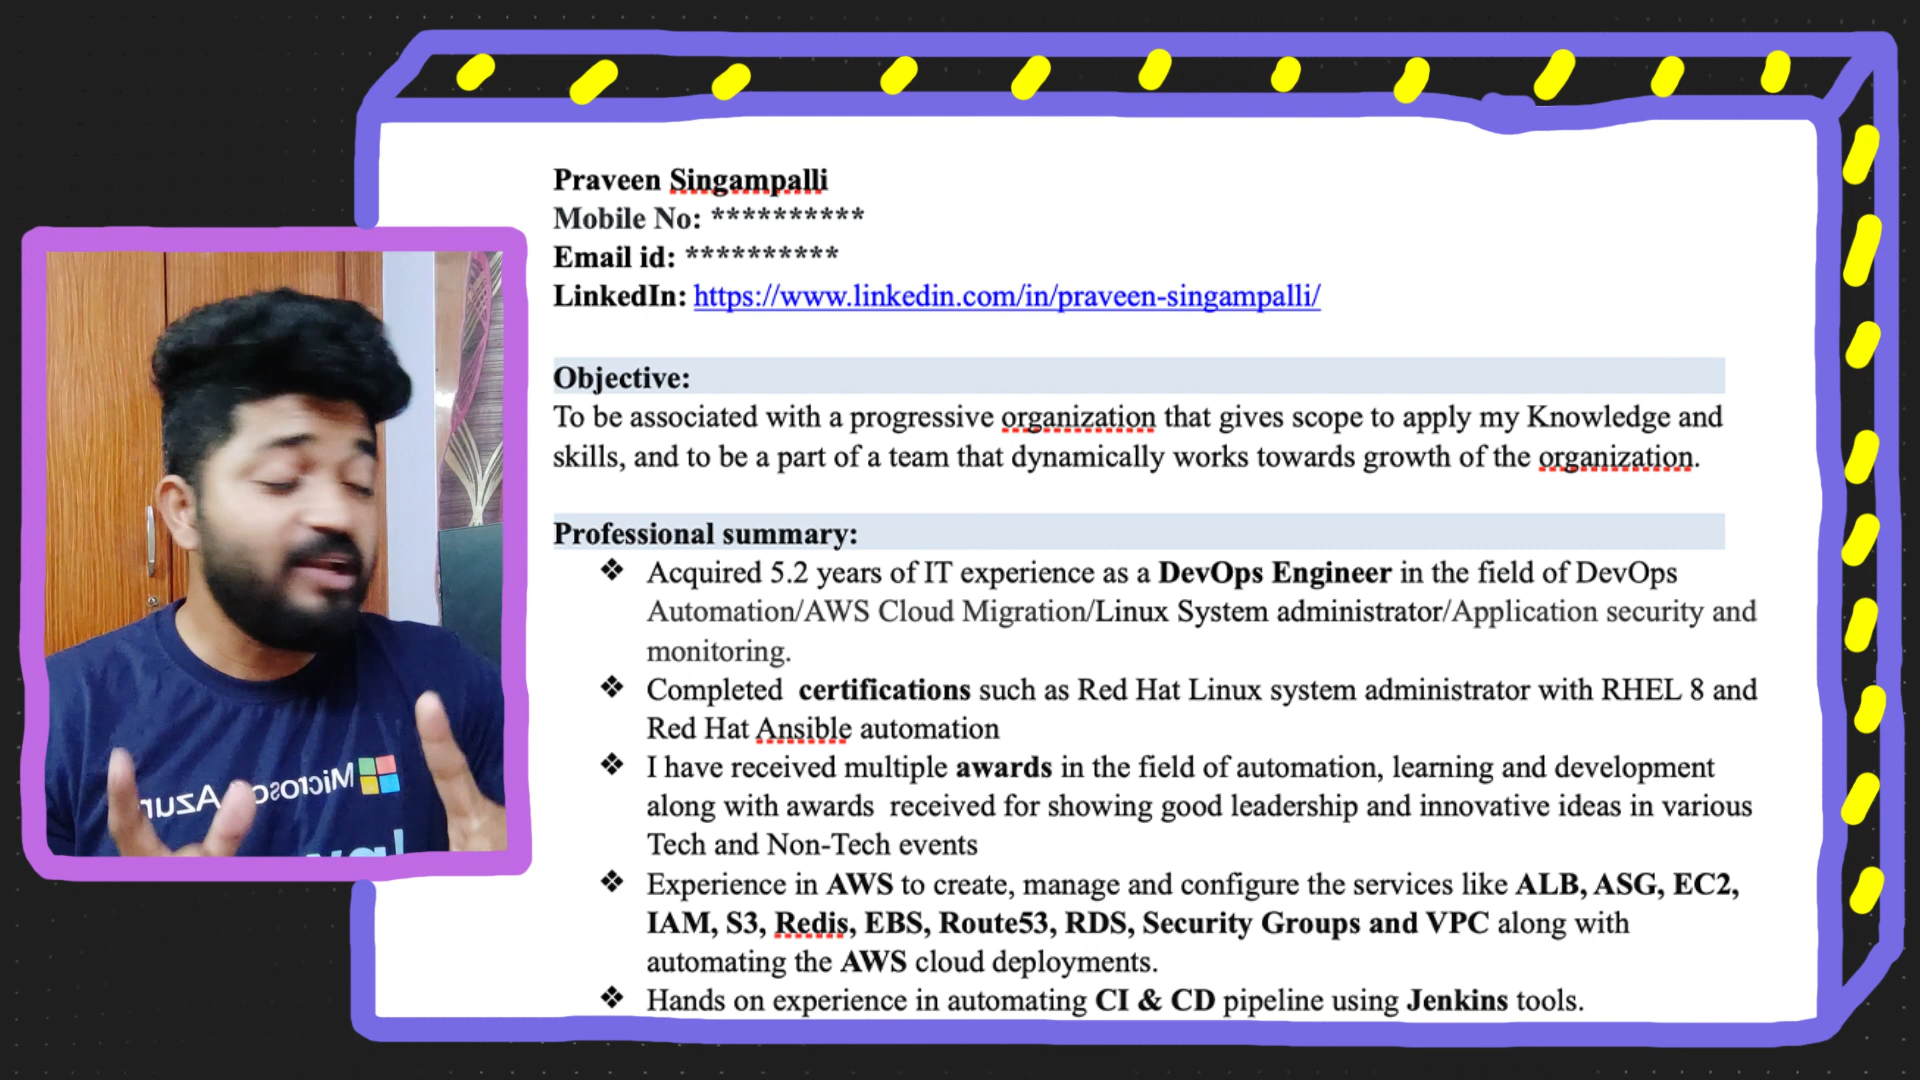 Praveen Singampalli
Mobile No: **********
Email id: **********
LinkedIn: https://www.linkedin.com/in/praveen-singampalli/
Objective:
To be associated with a progressive organization that gives scope to apply my Knowledge and
skills, and to be a part of a team that dynamically works towards growth of the organization.
Professional summary:
❖ Acquired 5.2 years of IT experience as a DevOps Engineer in the field of DevOps
Automation/AWS Cloud Migration/Linux System administrator/Application security and
monitoring.
❖ Completed certifications such as Red Hat Linux system administrator with RHEL 8 and
Red Hat Ansible automation
❖ I have received multiple awards in the field of automation, learning and development
along with awards received for showing good leadership and innovative ideas in various
Tech and Non-Tech events
❖ Experience in AWS to create, manage and configure the services like ALB, ASG, EC2,
IAM, S3, Redis, EBS, Route53, RDS, Security Groups and VPC along with
automating the AWS cloud deployments.
❖ Hands on experience in automating CI & CD pipeline using Jenkins tools.